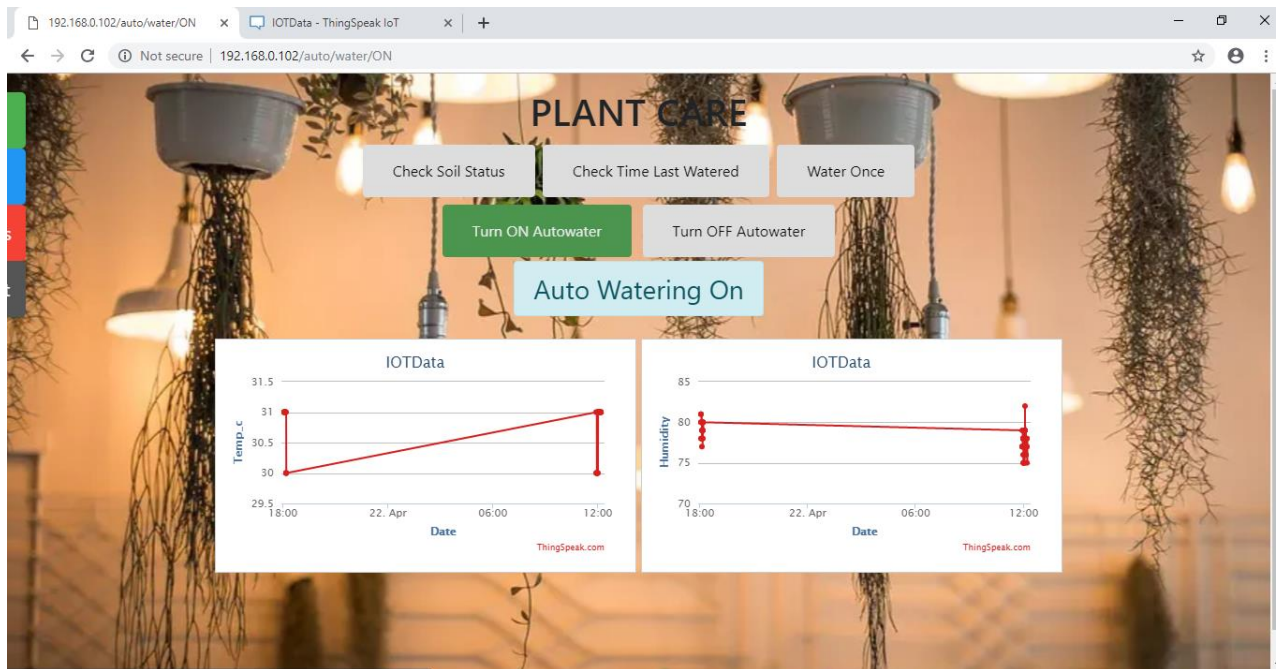 192.168.0.102/auto/water/ON
IOTData - ThingSpeak IoT
Not secure | 192.168.0.102/auto/water/ON
PLANT CARE
Check Soil Status
Check Time Last Watered
Water Once
Turn ON Autowater
Turn OFF Autowater
Auto Watering On
IOTData
31.5
31
30.5
30
29.5
Temp_c
18:00
22. Apr
06:00
12:00
Date
ThingSpeak.com
IOTData
85
80
75
70
Humidity
18:00
22. Apr
06:00
12:00
Date
ThingSpeak.com